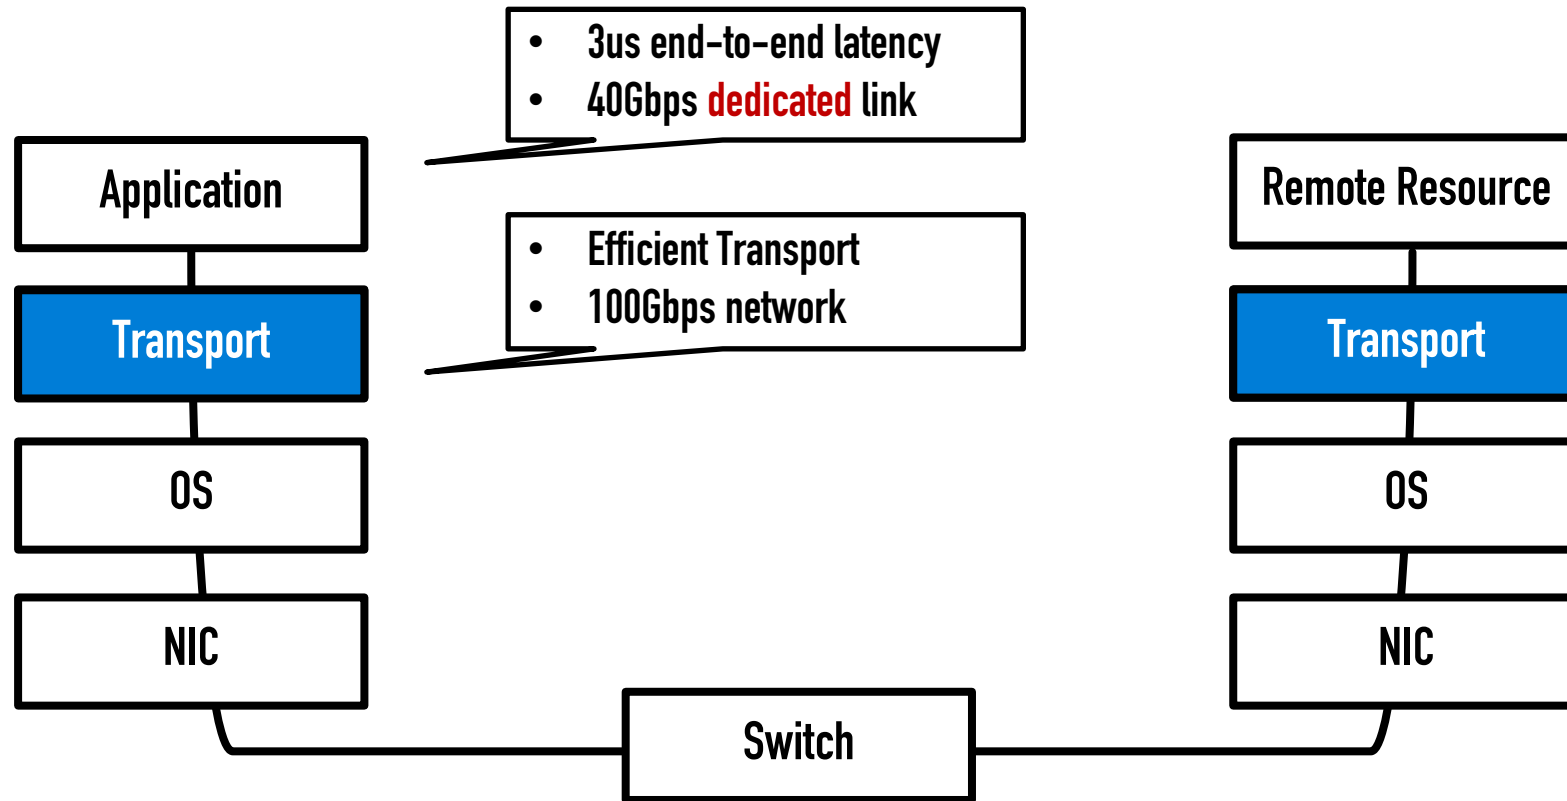 • 3us end-to-end latency
• 40Gbps dedicated link
Application
Remote Resource
• Efficient Transport
• 100Gbps network
Transport
Transport
OS
OS
NIC
NIC
Switch